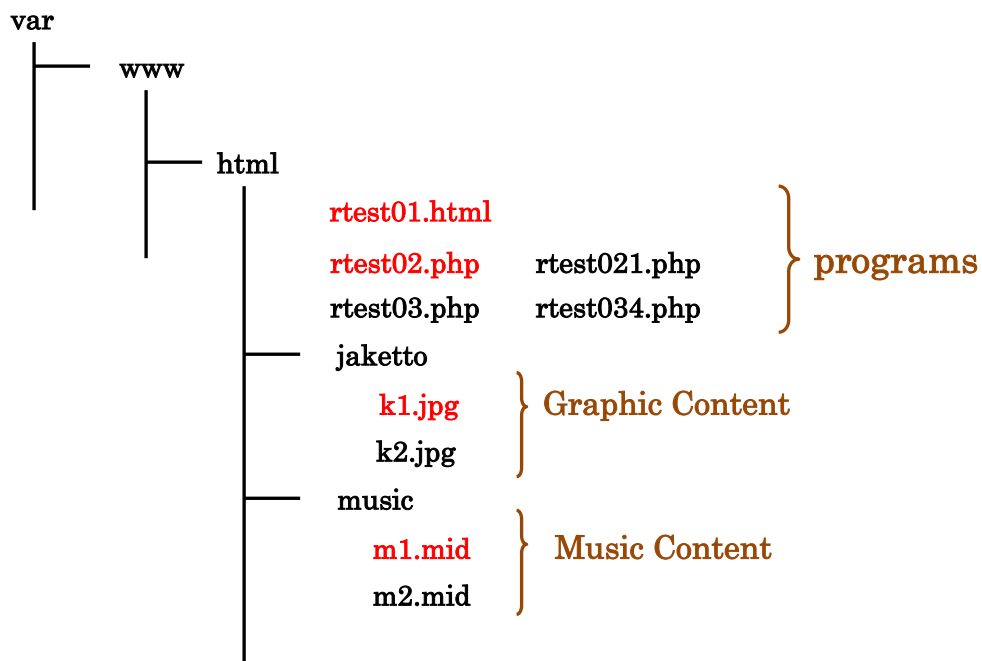 var
www
html
rtest01.html
rtest02.php rtest021.php
programs
rtest03.php rtest034.php
jaketto
k1.jpg
Graphic Content
k2.jpg
music
m1.mid
Music Content
m2.mid